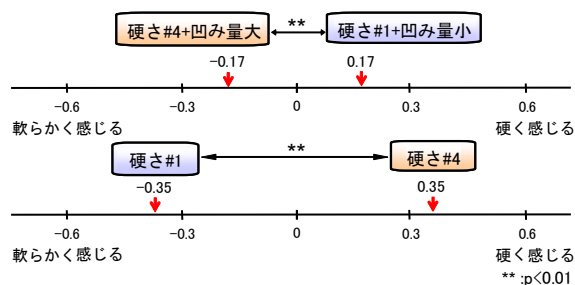 硬さ#4+凹み量大 ** 硬さ#1+凹み量小
-0.17 0.17
-0.6 -0.3 0 0.3 0.6
軟らかく感じる 硬く感じる
硬さ#1 ** 硬さ#4
-0.35 0.35
-0.6 -0.3 0 0.3 0.6
軟らかく感じる 硬く感じる
** :p<0.01